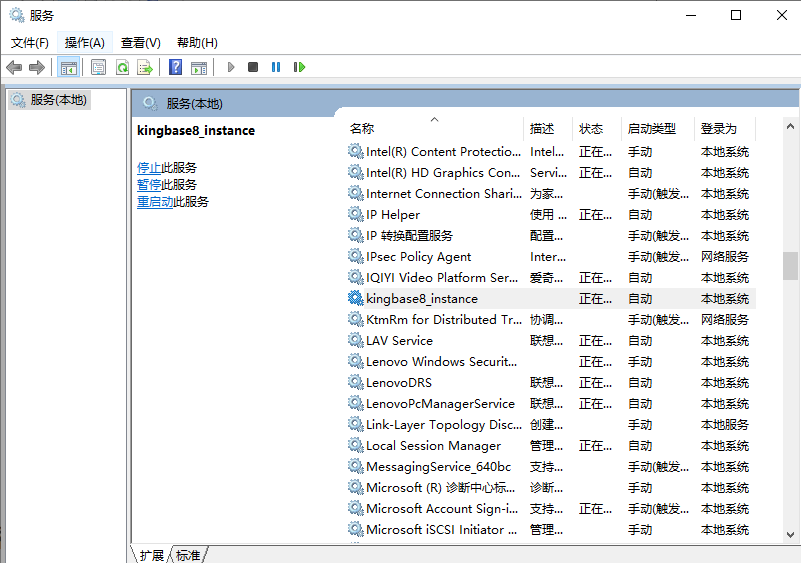 服务
文件(F) 操作(A) 查看(V) 帮助(H)
服务(本地)
服务(本地)
kingbase8_instance
停止此服务
暂停此服务
重启动此服务
名称 描述 状态 启动类型 登录为
Intel(R) Content Protectio... Intel... 正在... 手动 本地系统
Intel(R) HD Graphics Con... Servi... 正在... 自动 本地系统
Internet Connection Shari... 为家... 手动(触发... 本地系统
IP Helper 使用 ... 正在... 自动 本地系统
IP 转换配置服务 配置... 手动(触发... 本地系统
IPsec Policy Agent Inter... 手动(触发... 网络服务
IQIYI Video Platform Ser... 爱奇... 正在... 自动 本地系统
kingbase8_instance 正在... 自动 本地系统
KtmRm for Distributed Tr... 协调... 手动(触发... 网络服务
LAV Service 联想... 正在... 自动 本地系统
Lenovo Windows Securit... 正在... 手动 本地系统
LenovoDRS 联想... 正在... 自动 本地系统
LenovoPcManagerService 联想... 正在... 自动 本地系统
Link-Layer Topology Disc... 创建... 手动 本地服务
Local Session Manager 管理... 正在... 自动 本地系统
MessagingService_640bc 支持... 手动(触发... 本地系统
Microsoft (R) 诊断中心标... 诊断... 手动 本地系统
Microsoft Account Sign-i... 支持... 正在... 手动(触发... 本地系统
Microsoft iSCSI Initiator ... 管理... 手动 本地系统
扩展 标准